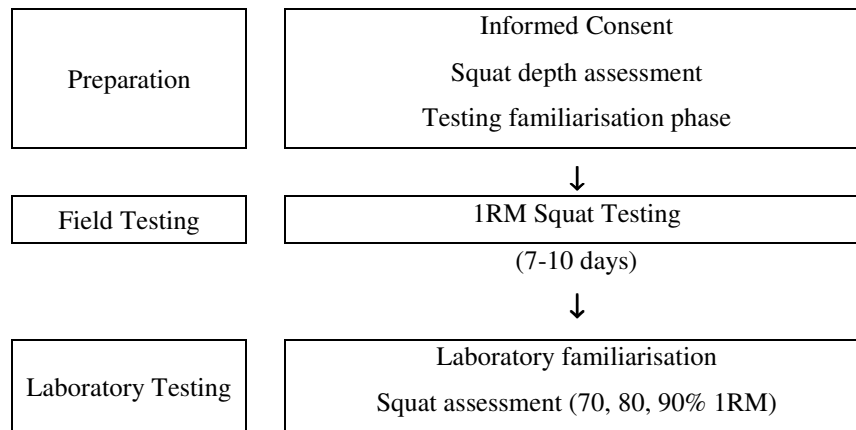 Preparation
Informed Consent
Squat depth assessment
Testing familiarisation phase
↓
Field Testing
1RM Squat Testing
(7-10 days)
↓
Laboratory Testing
Laboratory familiarisation
Squat assessment (70, 80, 90% 1RM)